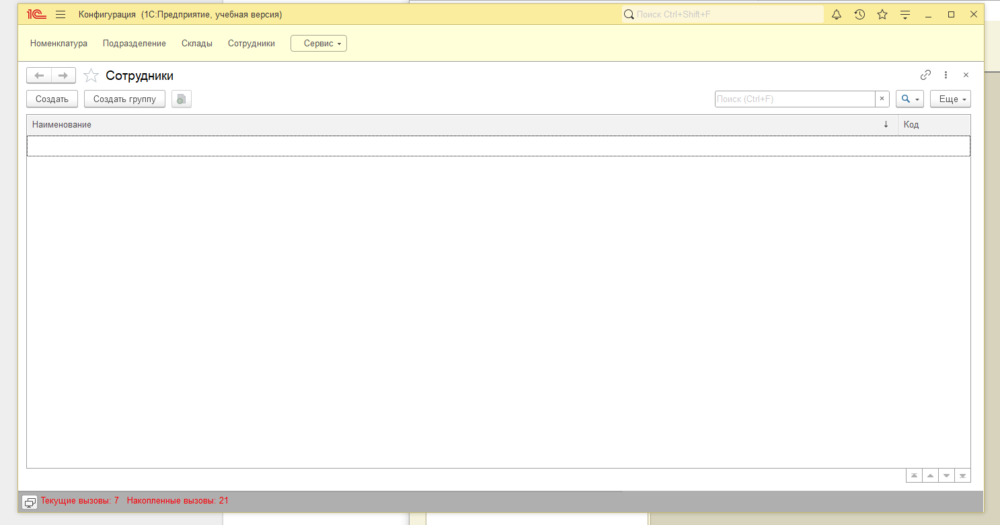 1С Конфигурация (1С:Предприятие, учебная версия) Поиск Ctrl+Shift+F
Номенклатура Подразделение Склады Сотрудники Сервис
Сотрудники
Создать Создать группу Поиск (Ctrl+F) × Еще
Наименование ↓ Код
Текущие вызовы: 7 Накопленные вызовы: 21